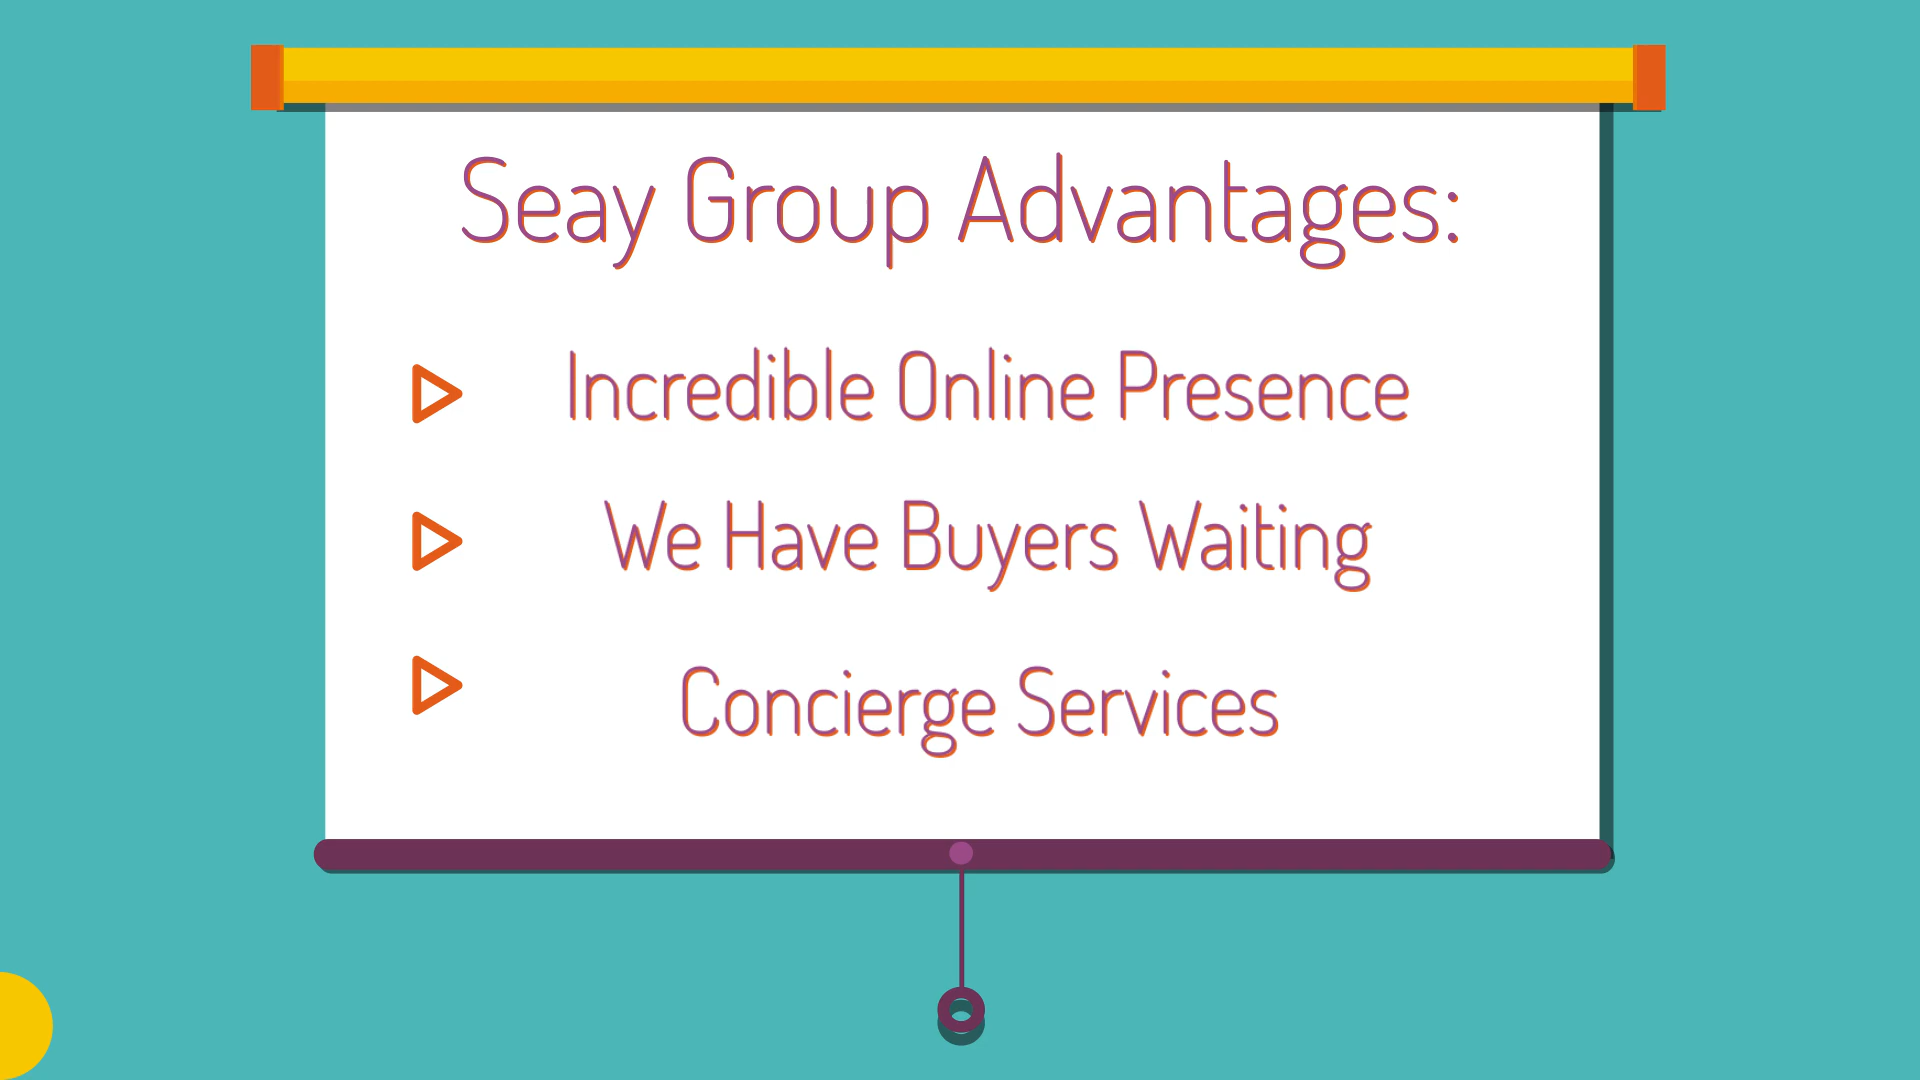 Seay Group Advantages:
Incredible Online Presence
We Have Buyers Waiting
Concierge Services